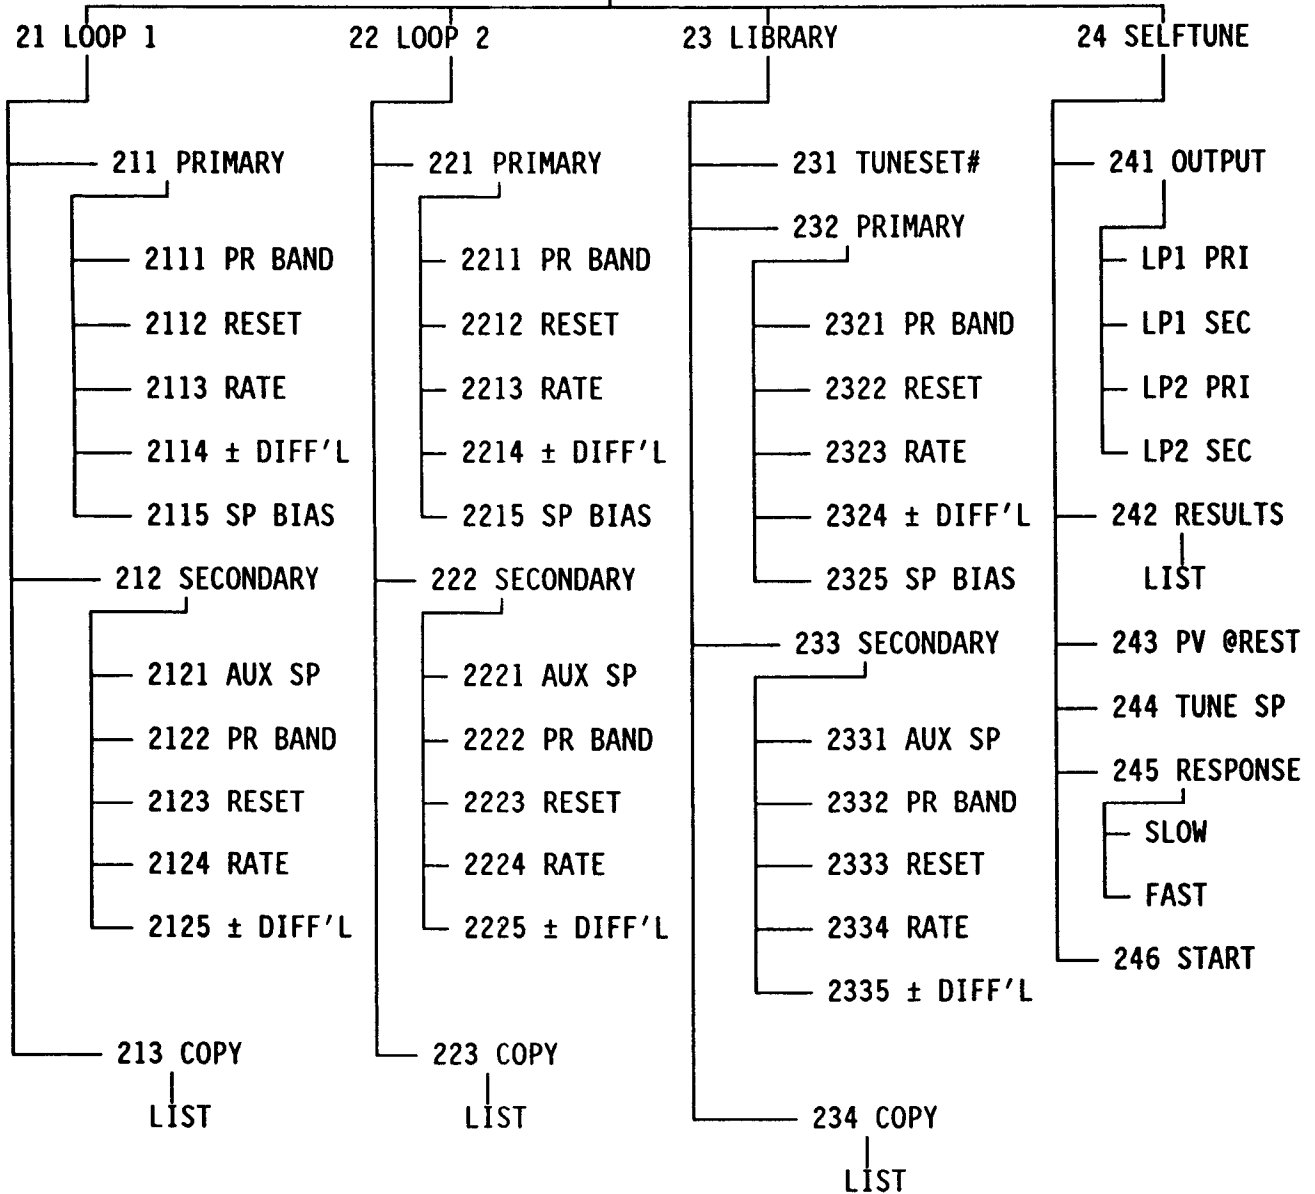 21 LOOP 1
211 PRIMARY
2111 PR BAND
2112 RESET
2113 RATE
2114 ± DIFF'L
2115 SP BIAS
212 SECONDARY
2121 AUX SP
2122 PR BAND
2123 RESET
2124 RATE
2125 ± DIFF'L
213 COPY
LIST
22 LOOP 2
221 PRIMARY
2211 PR BAND
2212 RESET
2213 RATE
2214 ± DIFF'L
2215 SP BIAS
222 SECONDARY
2221 AUX SP
2222 PR BAND
2223 RESET
2224 RATE
2225 ± DIFF'L
223 COPY
LIST
23 LIBRARY
231 TUNESET#
232 PRIMARY
2321 PR BAND
2322 RESET
2323 RATE
2324 ± DIFF'L
2325 SP BIAS
233 SECONDARY
2331 AUX SP
2332 PR BAND
2333 RESET
2334 RATE
2335 ± DIFF'L
234 COPY
LIST
24 SELFTUNE
241 OUTPUT
LP1 PRI
LP1 SEC
LP2 PRI
LP2 SEC
242 RESULTS
LIST
243 PV @REST
244 TUNE SP
245 RESPONSE
SLOW
FAST
246 START